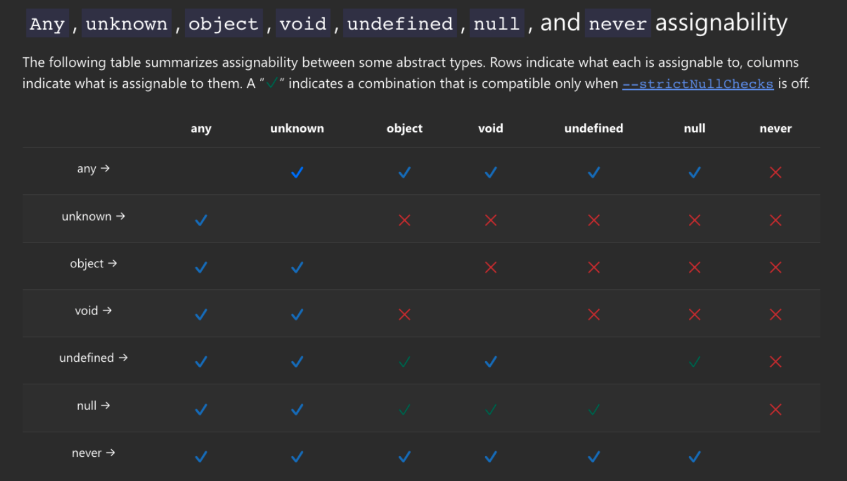 Any, unknown, object, void, undefined, null, and never assignability
The following table summarizes assignability between some abstract types. Rows indicate what each is assignable to, columns
indicate what is assignable to them. A "✓" indicates a combination that is compatible only when --strictNullChecks is off.
any unknown object void undefined null never
any → ✓ ✓ ✓ ✓ ✓ ✕
unknown → ✓ ✕ ✕ ✕ ✕ ✕
object → ✓ ✓ ✕ ✕ ✕ ✕
void → ✓ ✓ ✕ ✕ ✕ ✕
undefined → ✓ ✓ ✓ ✓ ✓ ✕
null → ✓ ✓ ✓ ✓ ✓ ✕
never → ✓ ✓ ✓ ✓ ✓ ✓